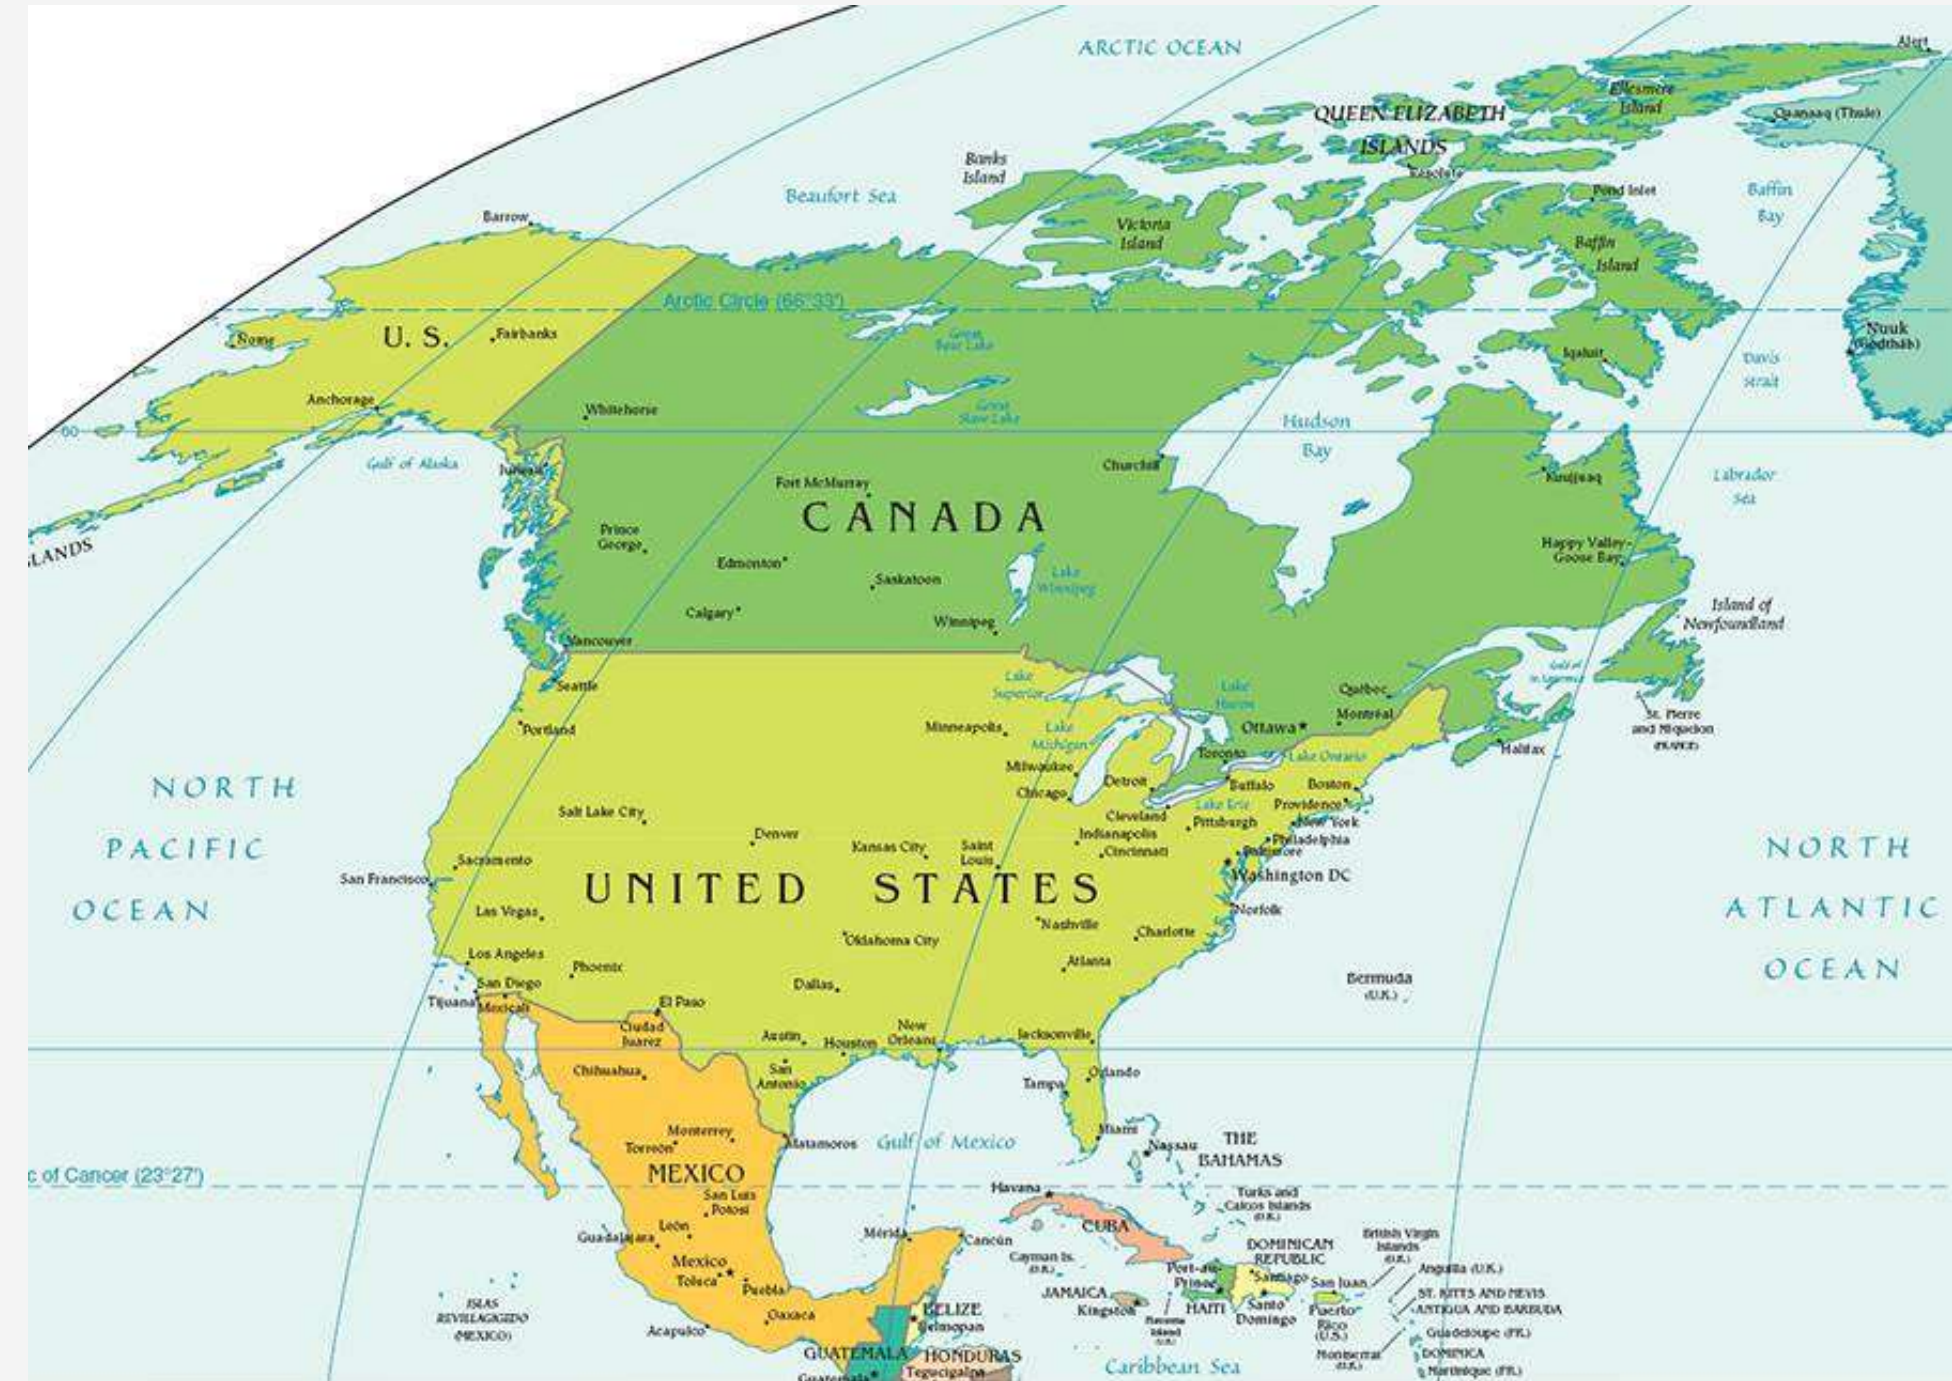 ARCTIC OCEAN
Alert
Ellesmere
Island
QUEEN ELIZABETH
ISLANDS
Qaanaaq (Thule)
Banks
Island
Resolute
Beaufort Sea
Pond Inlet
Baffin
Bay
Barrow
Victoria
Island
Baffin
Island
Arctic Circle (66°33')
Nome
U. S.
Fairbanks
Great
Bear Lake
Iqaluit
Davis
Strait
Nuuk
(Godthåb)
Anchorage
Whitehorse
Great
Slave Lake
60
Hudson
Bay
Gulf of Alaska
Juneau
Churchill
Kuujjuaq
Labrador
Sea
Fort McMurray
CANADA
Prince
George
Edmonton
Saskatoon
Lake
Winnipeg
Happy Valley-
Goose Bay
LANDS
Calgary
Winnipeg
Island of
Newfoundland
Vancouver
Seattle
Lake
Superior
Lake
Huron
Québec
Gulf of
St. Lawrence
Portland
Minneapolis
Lake
Michigan
Ottawa
Montréal
St. Pierre
and Miquelon
(FRANCE)
Halifax
Toronto
Lake Ontario
Milwaukee
Chicago
Detroit
Buffalo
Boston
Providence
NORTH
PACIFIC
OCEAN
Salt Lake City
Cleveland
Lake Erie
Pittsburgh
New York
Denver
Kansas City
Saint
Louis
Indianapolis
Cincinnati
Philadelphia
Baltimore
Washington DC
NORTH
ATLANTIC
OCEAN
Sacramento
San Francisco
UNITED STATES
Las Vegas
Nashville
Norfolk
Oklahoma City
Charlotte
Los Angeles
Phoenix
Atlanta
Bermuda
(U.K.)
San Diego
Tijuana
Mexicali
El Paso
Dallas
Ciudad
Juarez
Austin
Houston
New
Orleans
Jacksonville
Chihuahua
San
Antonio
Tampa
Orlando
Monterrey
Torreón
Matamoros
Gulf of Mexico
Miami
Nassau
THE
BAHAMAS
c of Cancer (23°27')
MEXICO
San Luis
Potosí
Havana
Turks and
Caicos Islands
(U.K.)
León
Guadalajara
Mérida
Cancún
CUBA
Cayman Is.
(U.K.)
DOMINICAN
REPUBLIC
British Virgin
Islands
(U.K.)
Mexico
Toluca
Puebla
Port-au-
Prince
Santiago
San Juan
Anguilla (U.K.)
ISLAS
REVILLAGIGEDO
(MEXICO)
Oaxaca
Acapulco
BELIZE
Belmopan
JAMAICA
Kingston
Navassa
Island
(U.S.)
HAITI
Santo
Domingo
Puerto
Rico
(U.S.)
ST. KITTS AND NEVIS
ANTIGUA AND BARBUDA
Guadeloupe (FR.)
Montserrat
(U.K.)
DOMINICA
Martinique (FR.)
GUATEMALA
Guatemala
HONDURAS
Tegucigalpa
Caribbean Sea